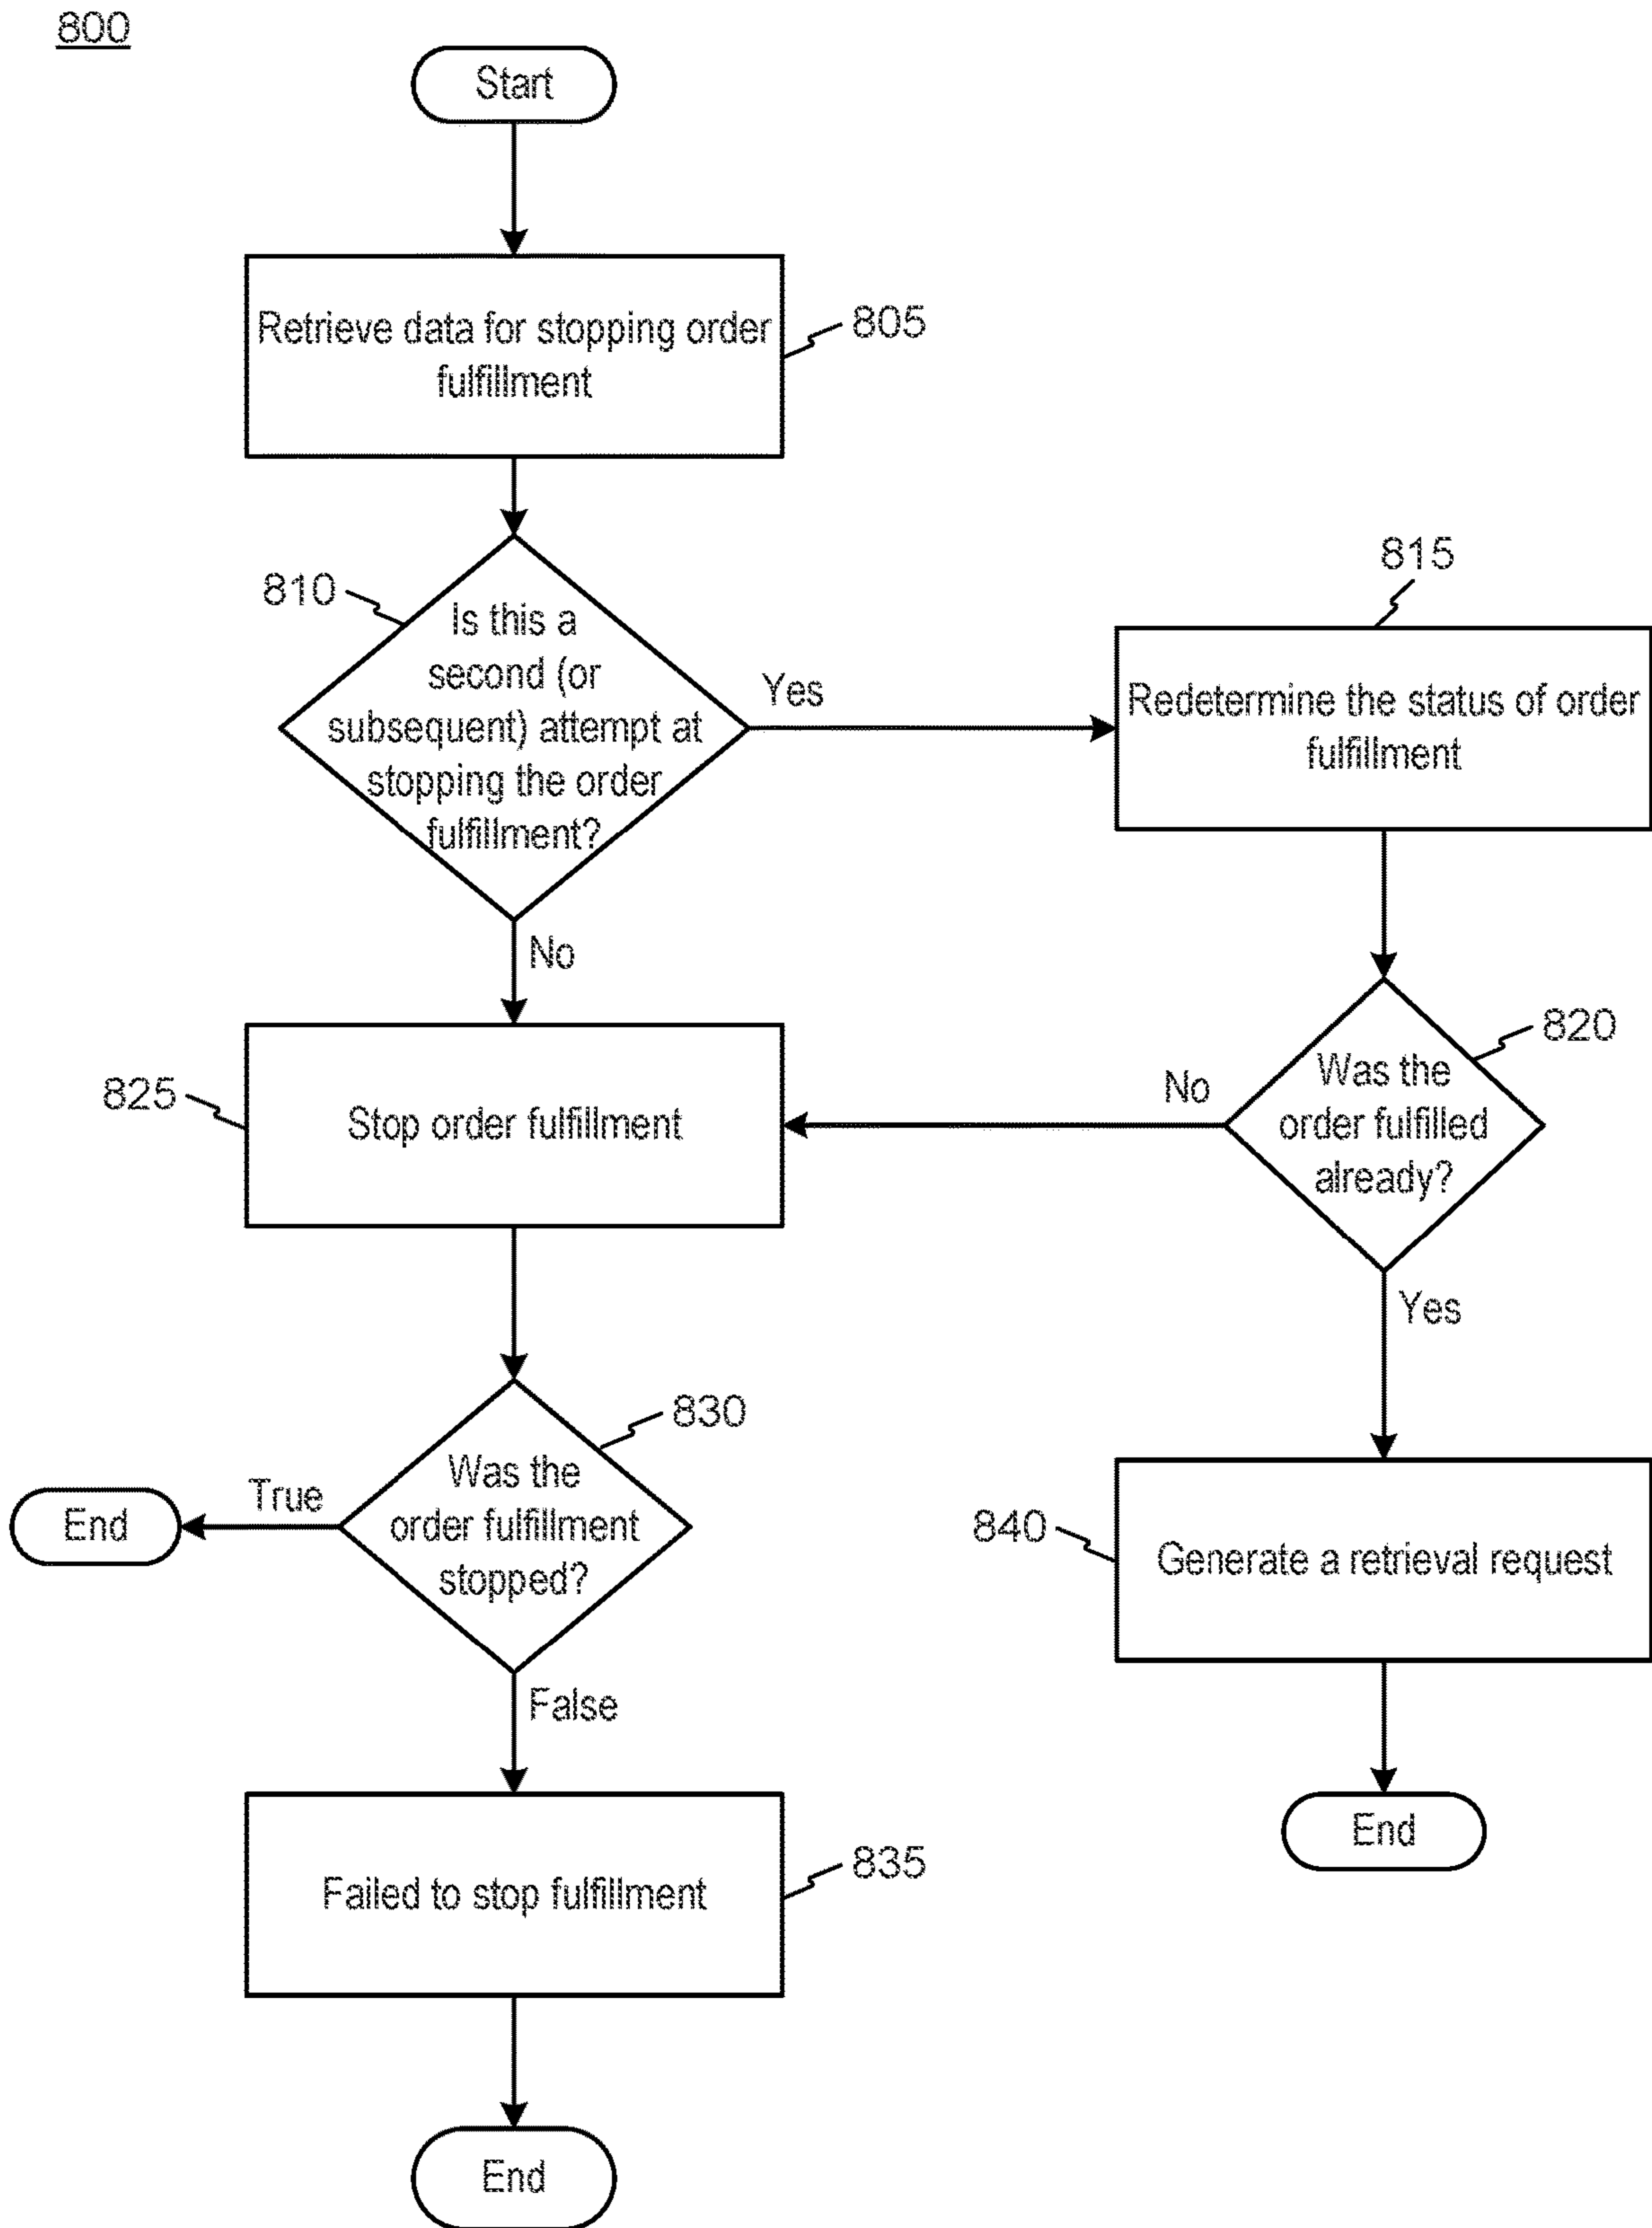 800
Start
Retrieve data for stopping order
fulfillment
805
810
Is this a
second (or
subsequent) attempt at
stopping the order
fulfillment?
Yes
815
Redetermine the status of order
fulfillment
No
820
Was the
order fulfilled
already?
No
825
Stop order fulfillment
Yes
830
Was the
order fulfillment
stopped?
True
End
840
Generate a retrieval request
False
End
835
Failed to stop fulfillment
End